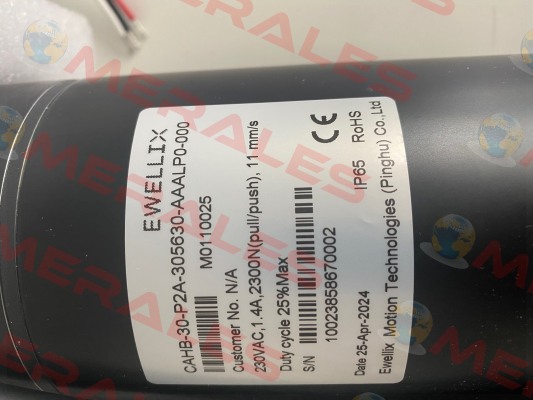 EWELLIX
CAHB-30-P2A-305630-AAALP0-000
M0110025
Customer No. N/A
230VAC,1.4A,2300N(pull/push), 11 mm/s
Duty cycle 25%Max
S/N
10023858670002
IP65 RoHS
CE
Date 25-Apr-2024
Ewellix Motion Technologies (Pinghu) Co.,Ltd
MERALES
MERALES
MERALES
MERALES
MERALES